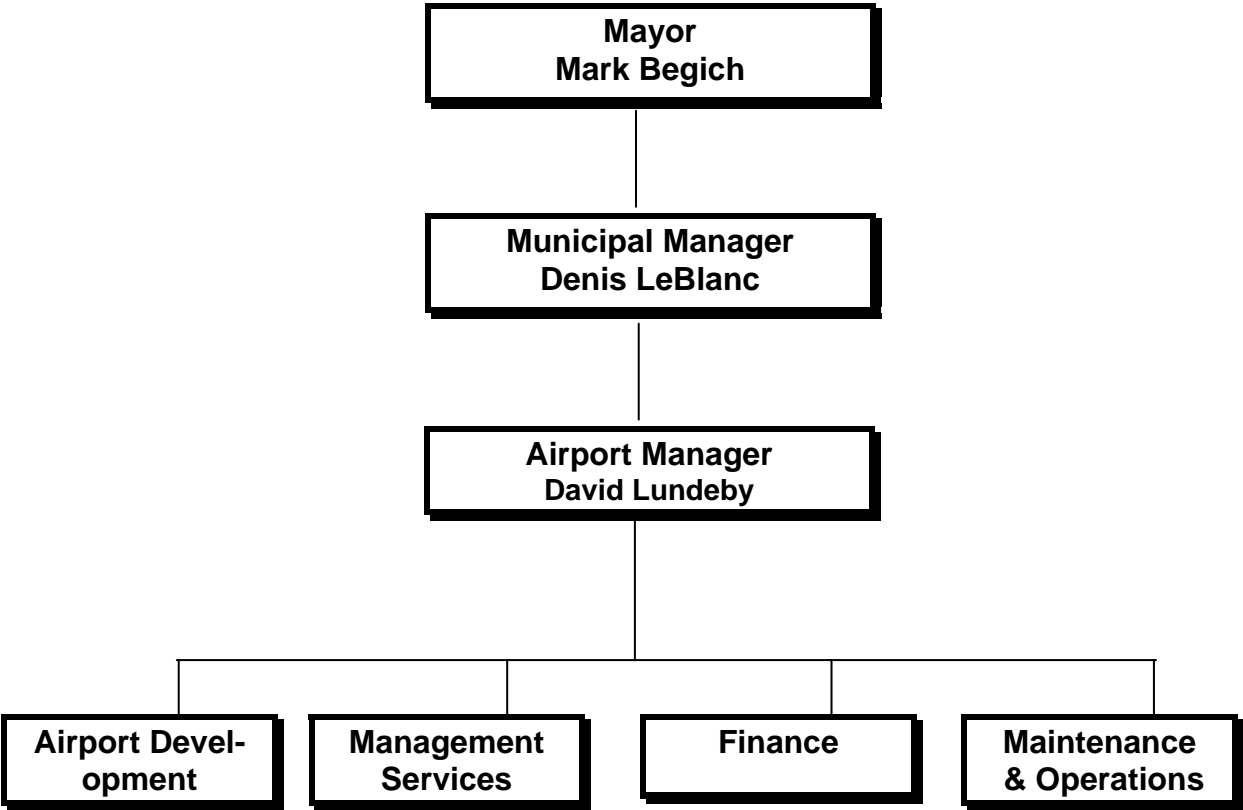 Mayor
Mark Begich
Municipal Manager
Denis LeBlanc
Airport Manager
David Lundeby
Airport Devel-
opment
Management
Services
Finance
Maintenance
& Operations